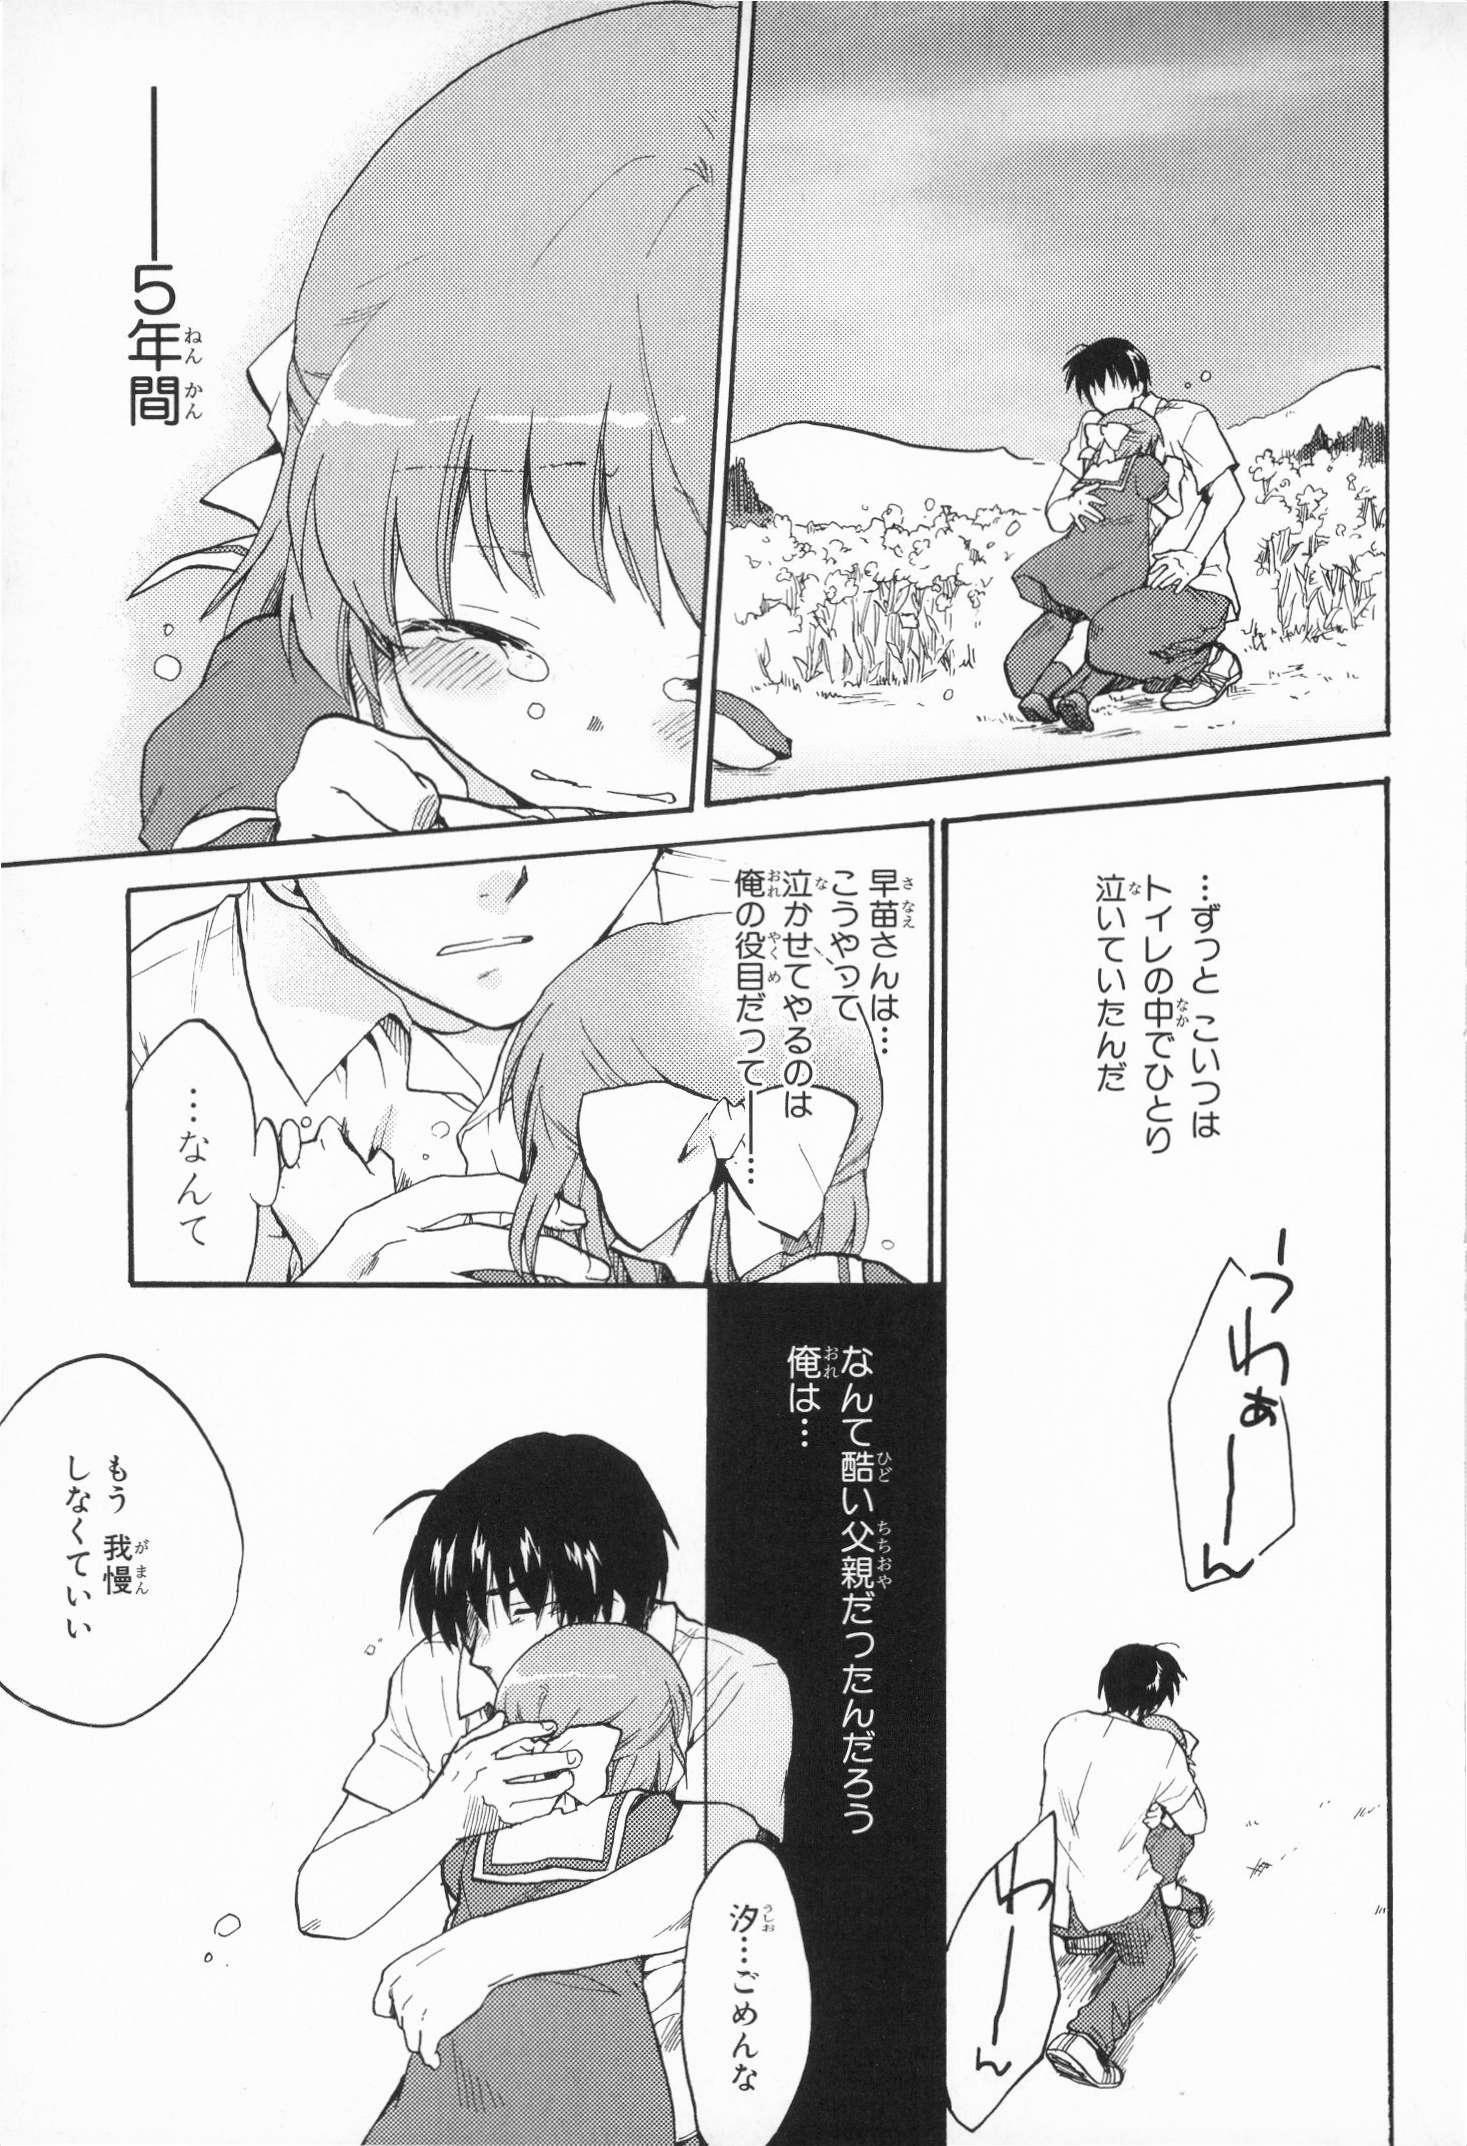 ――5年間
…ずっと こいつは
トイレの中でひとり
泣いていたんだ
うわぁーーん
わーーん
早苗さんは…
こうやって
泣かせてやるのは
俺の役目だって――…
…なんて
なんて酷い父親だったんだろう
俺は…
汐…ごめんな
もう 我慢
しなくていい